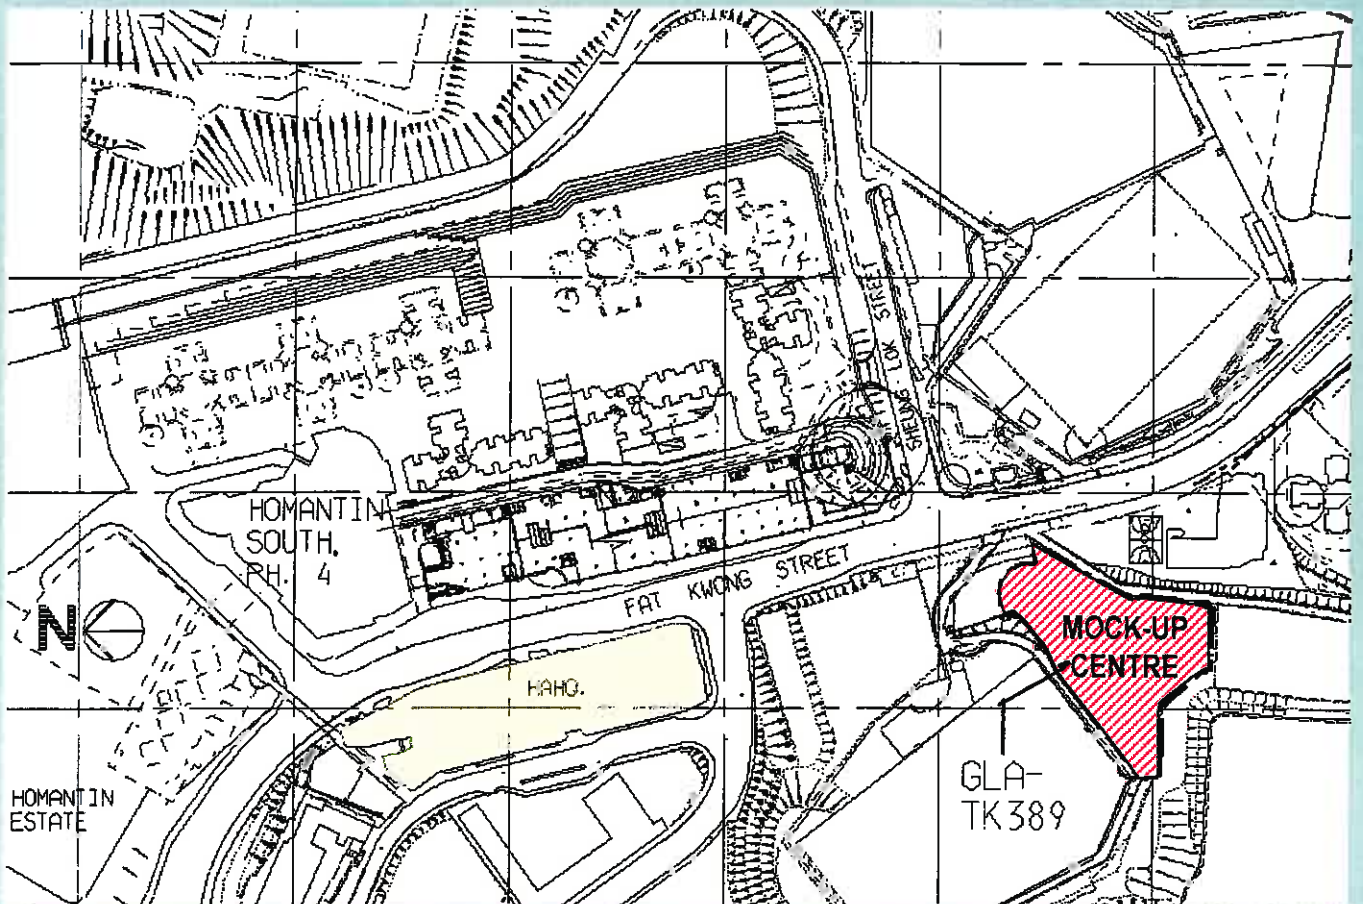 SHEUNG LOK STREET
HOMANTIN
SOUTH,
PH. 4
FAT KWONG STREET
N
MOCK-UP
CENTRE
HAHO.
GLA-
TK389
HOMANTIN
ESTATE